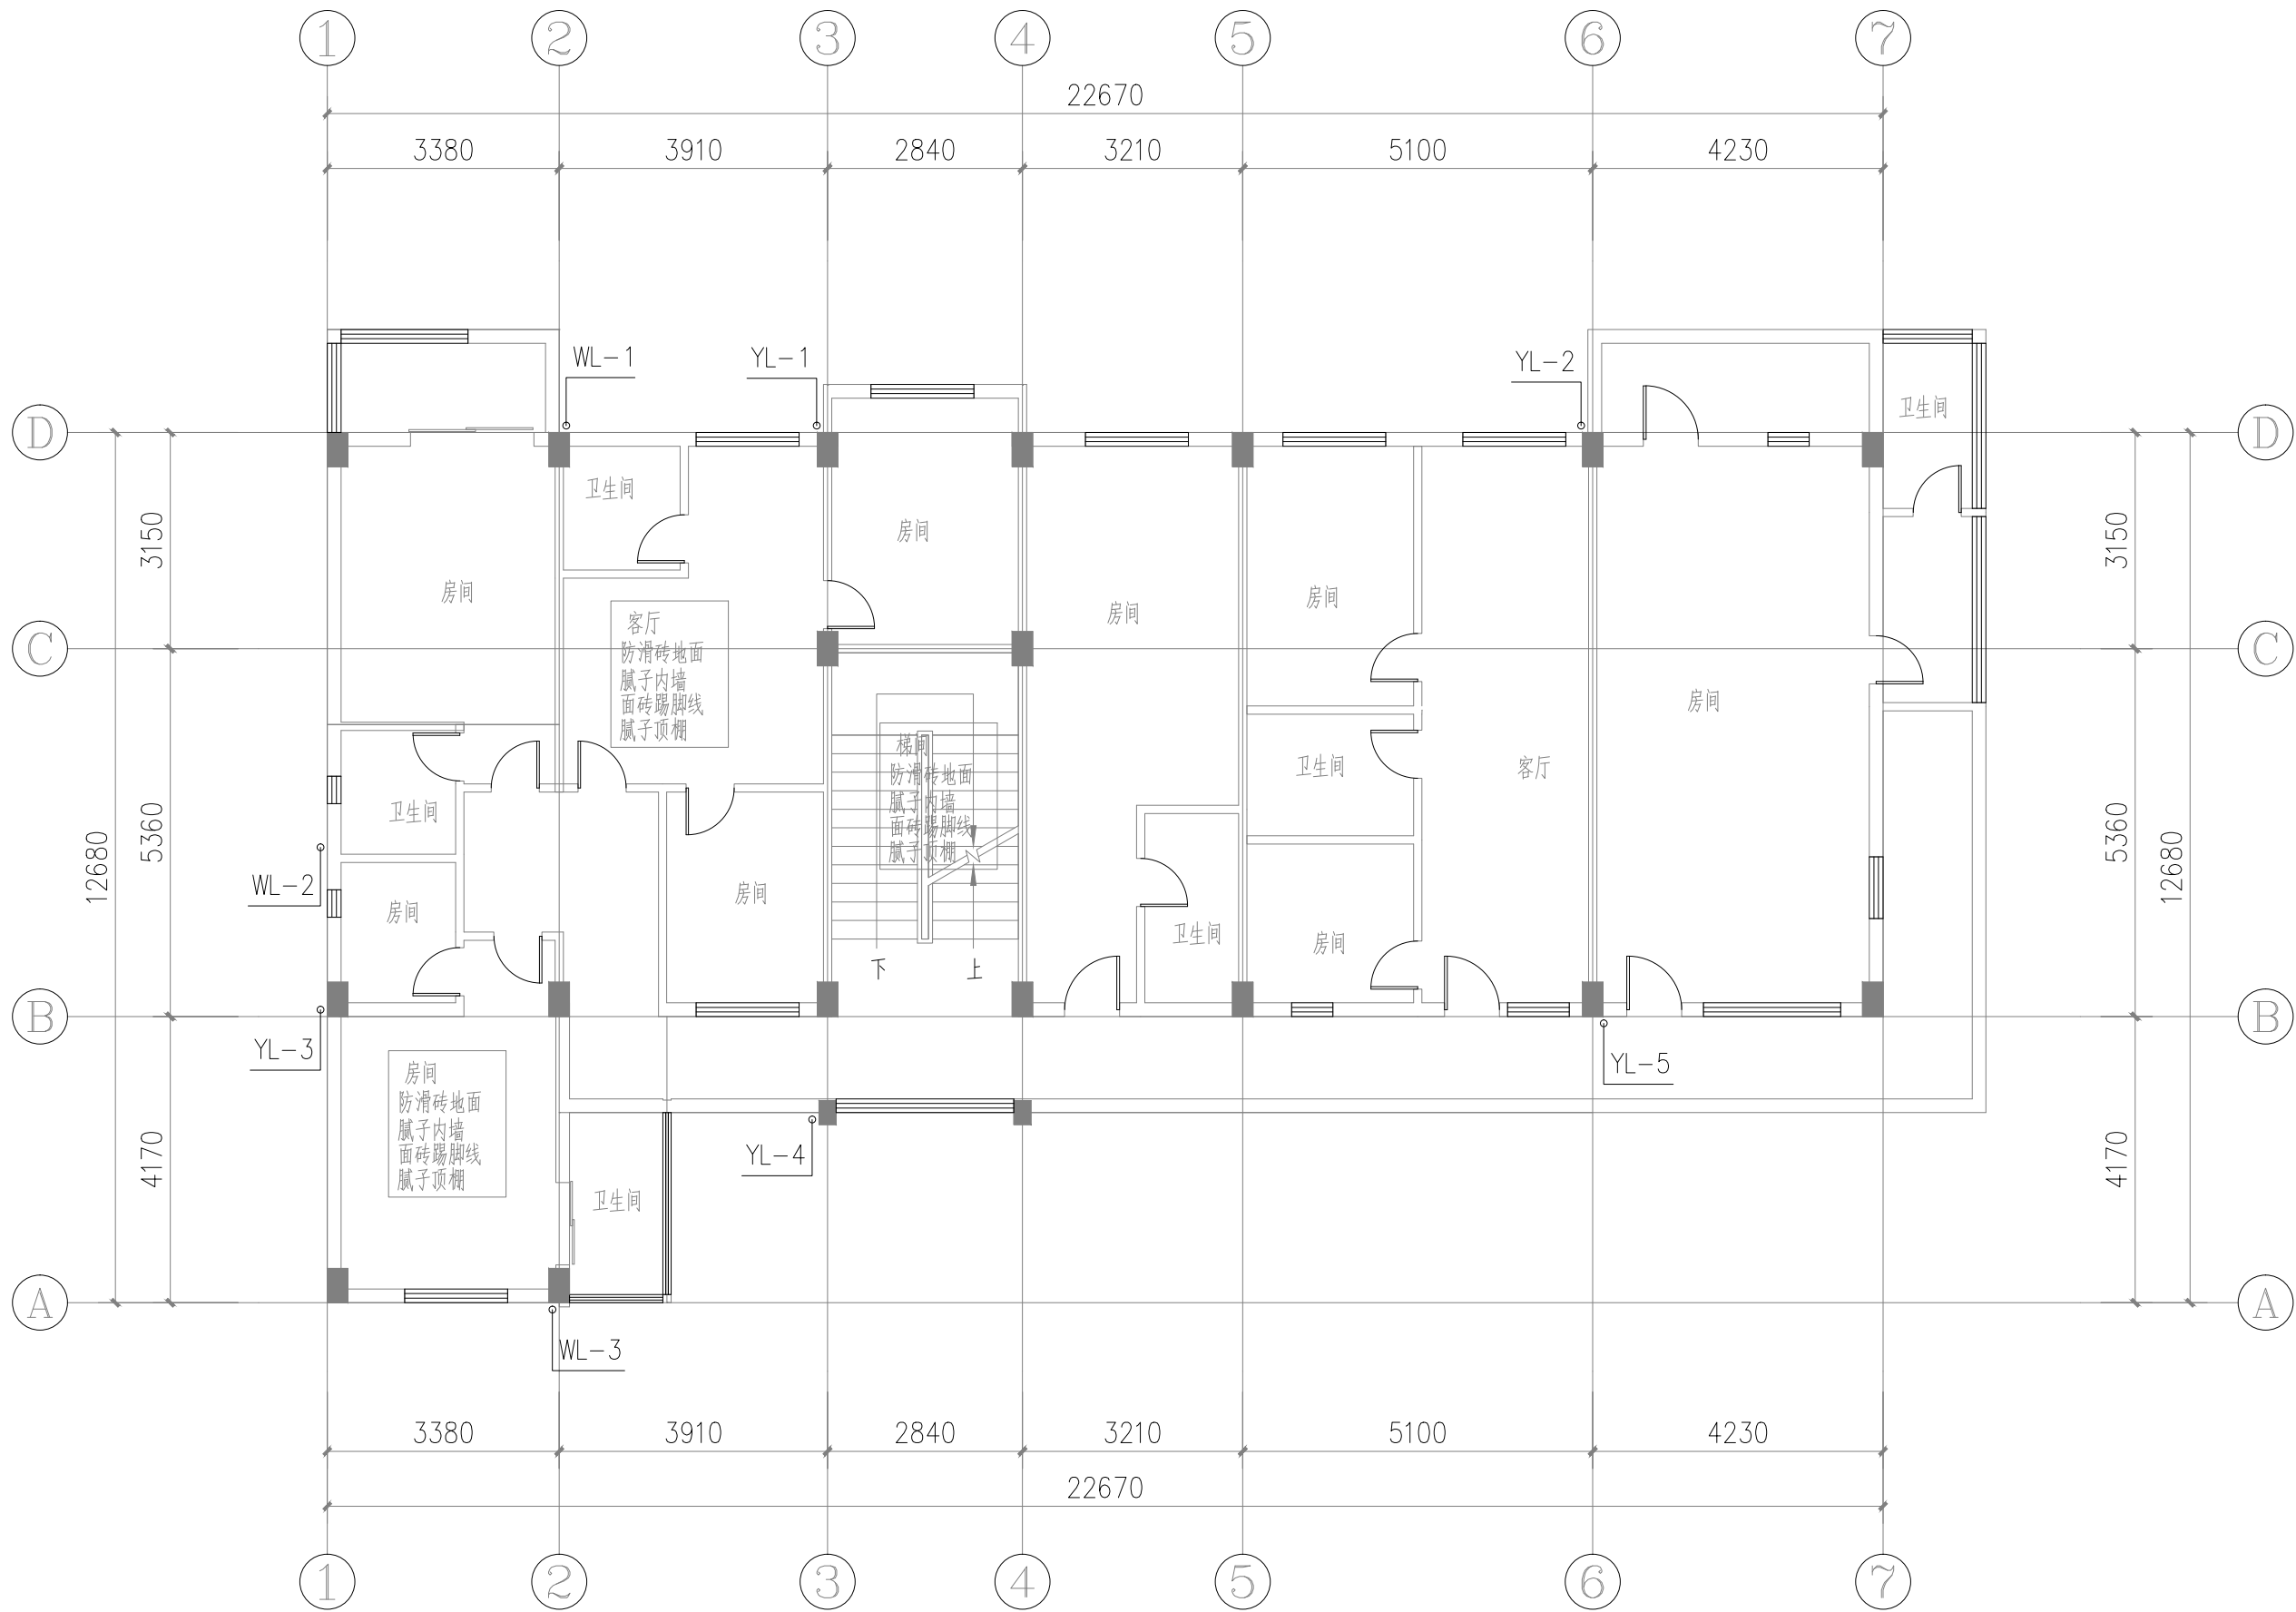 1 2 3 4 5 6 7
22670
3380 3910 2840 3210 5100 4230
WL-1
YL-1
YL-2
卫生间
D
D
卫生间
房间
3150
3150
房间
房间
房间
客厅
防滑砖地面
腻子内墙
面砖踢脚线
腻子顶棚
C
C
房间
梯间
防滑砖地面
腻子内墙
面砖踢脚线
腻子顶棚
卫生间
客厅
卫生间
5360
5360
12680
12680
WL-2
房间
房间
卫生间
房间
下
上
B
B
YL-3
YL-5
房间
防滑砖地面
腻子内墙
面砖踢脚线
腻子顶棚
4170
4170
YL-4
卫生间
A
A
WL-3
3380 3910 2840 3210 5100 4230
22670
1 2 3 4 5 6 7